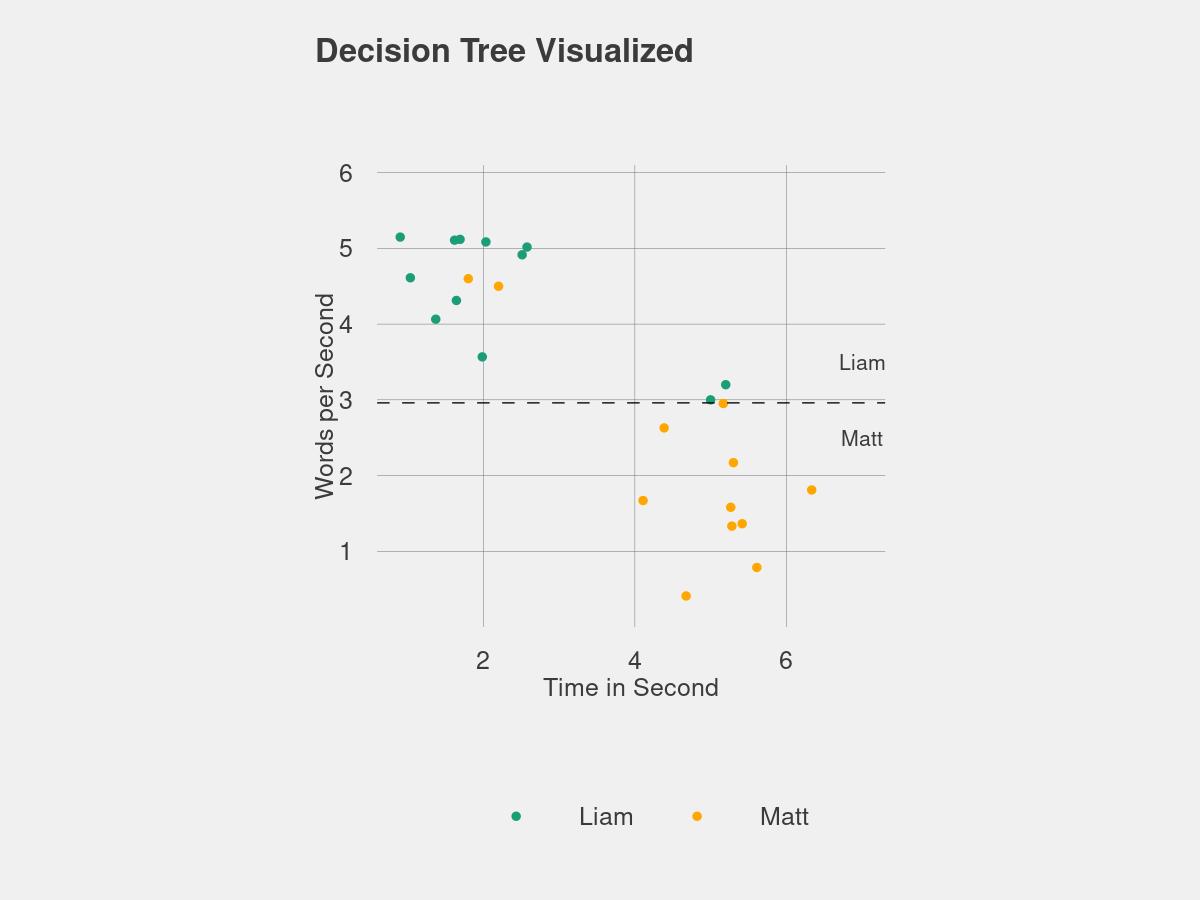 Decision Tree Visualized
Words per Second
6
5
4
3
2
1
Liam
Matt
2 4 6
Time in Second
Liam Matt